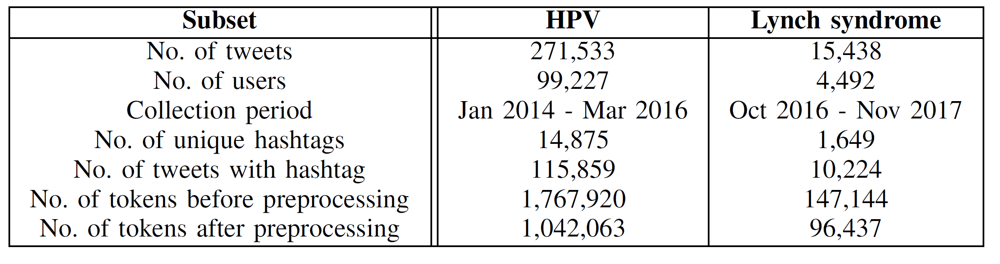 Subset HPV Lynch syndrome
No. of tweets 271,533 15,438
No. of users 99,227 4,492
Collection period Jan 2014 - Mar 2016 Oct 2016 - Nov 2017
No. of unique hashtags 14,875 1,649
No. of tweets with hashtag 115,859 10,224
No. of tokens before preprocessing 1,767,920 147,144
No. of tokens after preprocessing 1,042,063 96,437